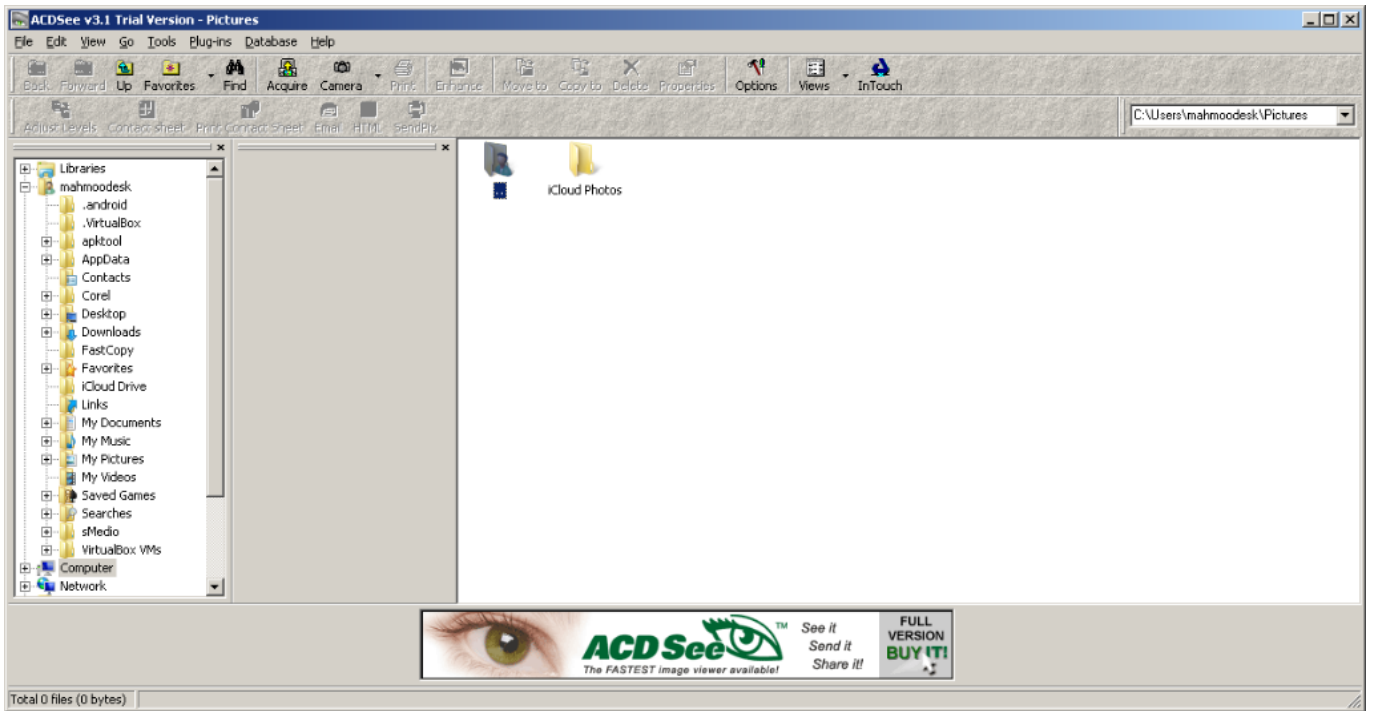 ACDSee v3.1 Trial Version - Pictures
File Edit View Go Tools Plug-ins Database Help
Back Forward Up Favorites Find Acquire Camera Print Enhance Move to Copy to Delete Properties Options Views InTouch
Adjust Levels Contact sheet Print Contact Sheet Email HTML SendPix
C:\Users\mahmoodesk\Pictures
Libraries
mahmoodesk
.android
.VirtualBox
apktool
AppData
Contacts
Corel
Desktop
Downloads
FastCopy
Favorites
iCloud Drive
Links
My Documents
My Music
My Pictures
My Videos
Saved Games
Searches
sMedio
VirtualBox VMs
Computer
Network
..
iCloud Photos
ACD See™
The FASTEST image viewer available!
See it
Send it
Share it!
FULL
VERSION
BUY IT!
Total 0 files (0 bytes)